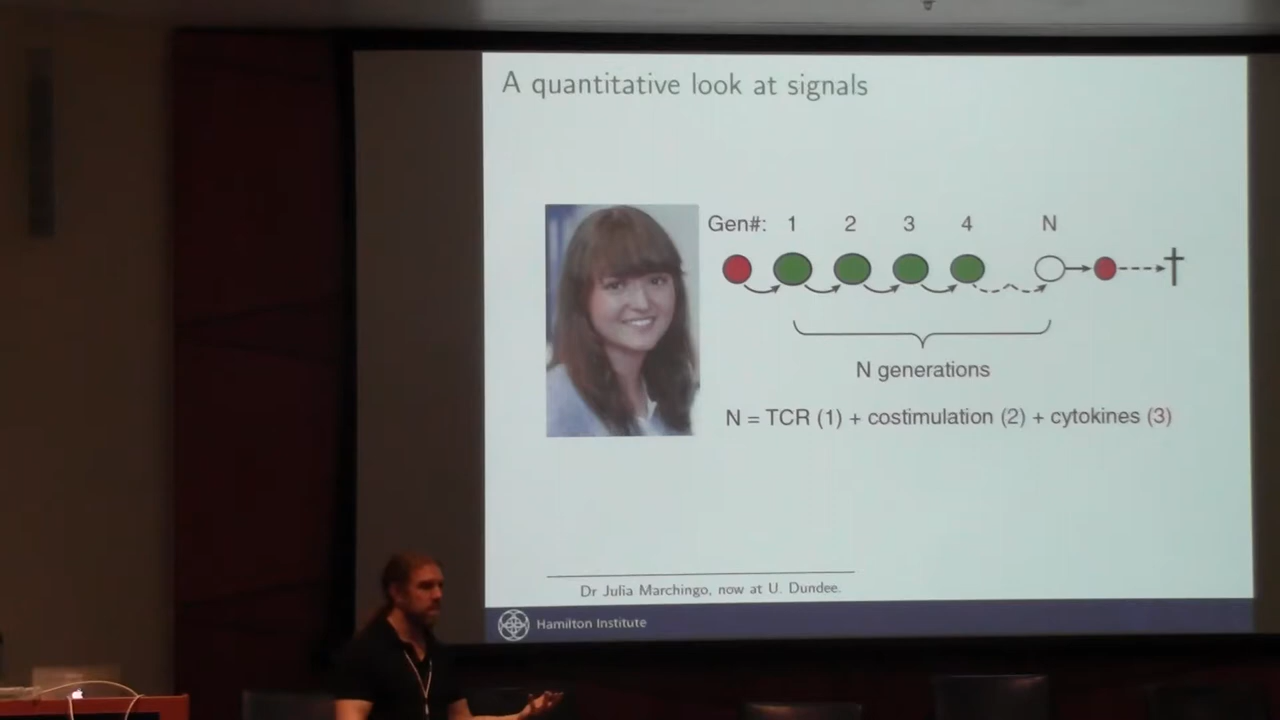 A quantitative look at signals
Gen#: 1 2 3 4 N
N generations
N = TCR (1) + costimulation (2) + cytokines (3)
Dr Julia Marchingo, now at U. Dundee.
Hamilton Institute